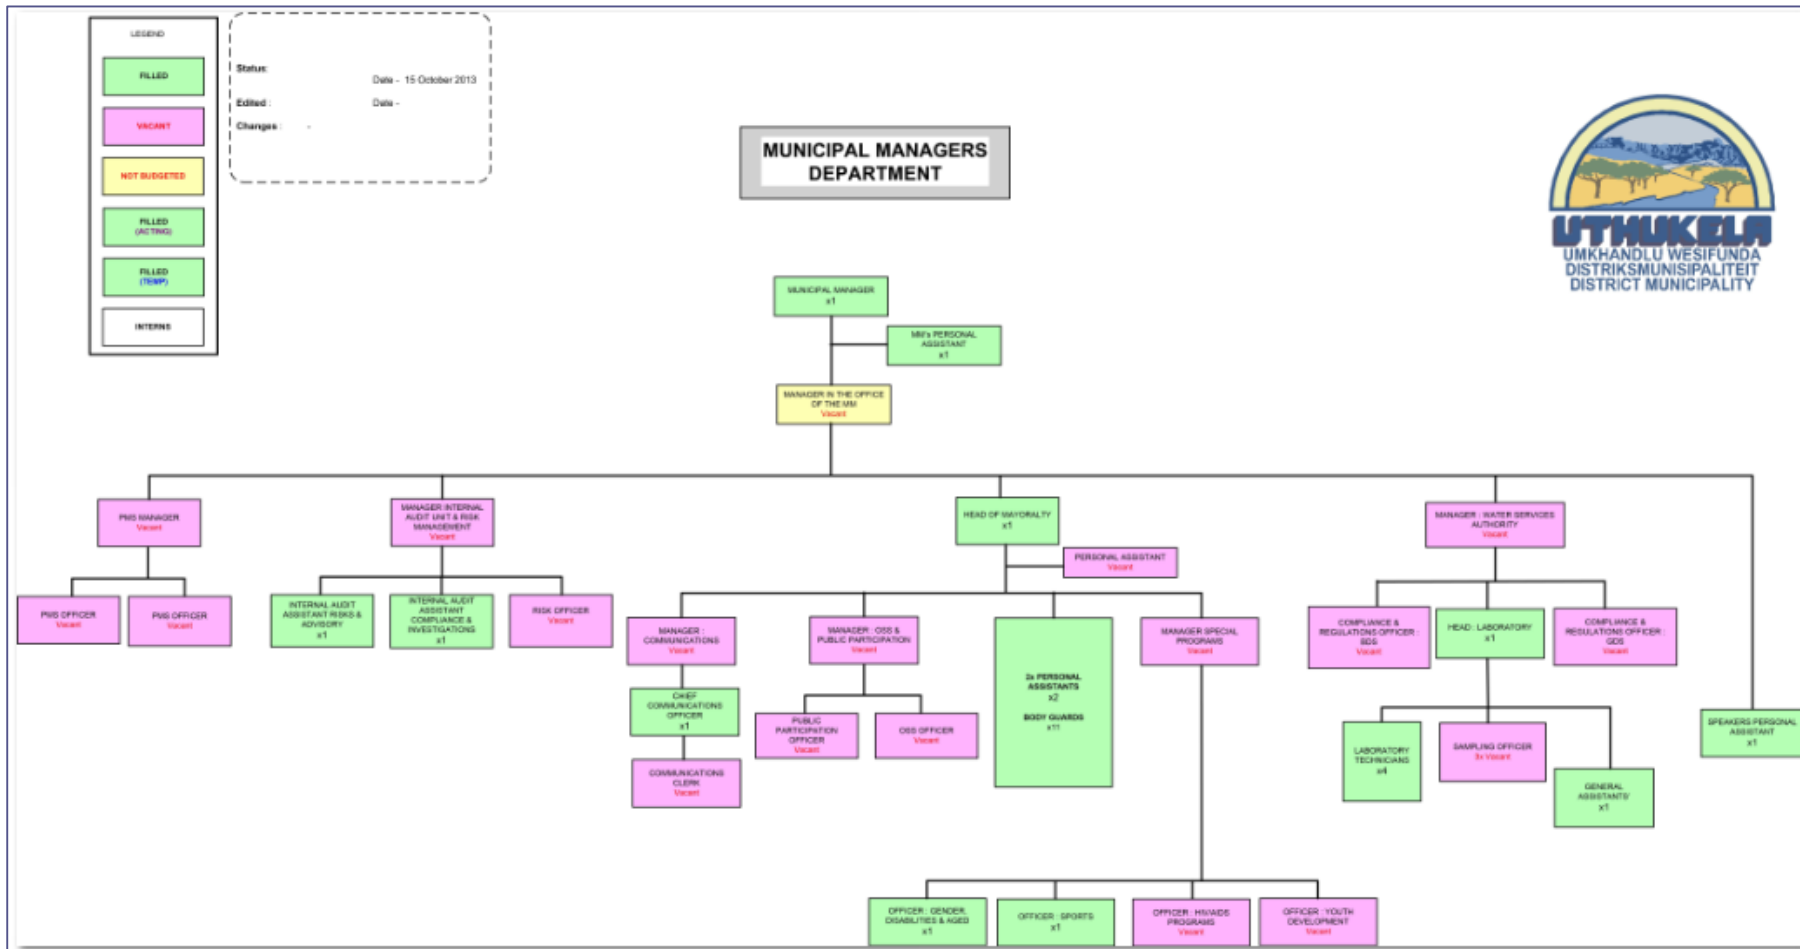 LEGEND
FILLED
VACANT
NOT BUDGETED
FILLED
(ACTING)
FILLED
(TEMP)
INTERNS
Status:
Date - 15 October 2013
Edited :
Date -
Changes : -
MUNICIPAL MANAGERS
DEPARTMENT
UTHUKELA
UMKHANDLU WESIFUNDA
DISTRIKSMUNISIPALITEIT
DISTRICT MUNICIPALITY
MUNICIPAL MANAGER
x1
MM's PERSONAL
ASSISTANT
x1
MANAGER IN THE OFFICE
OF THE MM
Vacant
PMS MANAGER
Vacant
PMS OFFICER
Vacant
PMS OFFICER
Vacant
MANAGER INTERNAL
AUDIT UNIT & RISK
MANAGEMENT
Vacant
INTERNAL AUDIT
ASSISTANT RISKS &
ADVISORY
x1
INTERNAL AUDIT
ASSISTANT
COMPLIANCE &
INVESTIGATIONS
x1
RISK OFFICER
Vacant
HEAD OF MAYORALTY
x1
PERSONAL ASSISTANT
Vacant
MANAGER :
COMMUNICATIONS
Vacant
CHIEF
COMMUNICATIONS
OFFICER
x1
COMMUNICATIONS
CLERK
Vacant
MANAGER : OSS &
PUBLIC PARTICIPATION
Vacant
PUBLIC
PARTICIPATION
OFFICER
Vacant
OSS OFFICER
Vacant
2x PERSONAL
ASSISTANTS
x2
BODY GUARDS
x11
MANAGER SPECIAL
PROGRAMS
Vacant
OFFICER : GENDER,
DISABILITIES & AGED
x1
OFFICER : SPORTS
x1
OFFICER : HIV/AIDS
PROGRAMS
Vacant
OFFICER : YOUTH
DEVELOPMENT
Vacant
MANAGER : WATER SERVICES
AUTHORITY
Vacant
COMPLIANCE &
REGULATIONS OFFICER :
BDS
Vacant
HEAD : LABORATORY
x1
COMPLIANCE &
REGULATIONS OFFICER :
GDS
Vacant
LABORATORY
TECHNICIANS
x4
SAMPLING OFFICER
3x Vacant
GENERAL
ASSISTANTS/
x1
SPEAKERS PERSONAL
ASSISTANT
x1